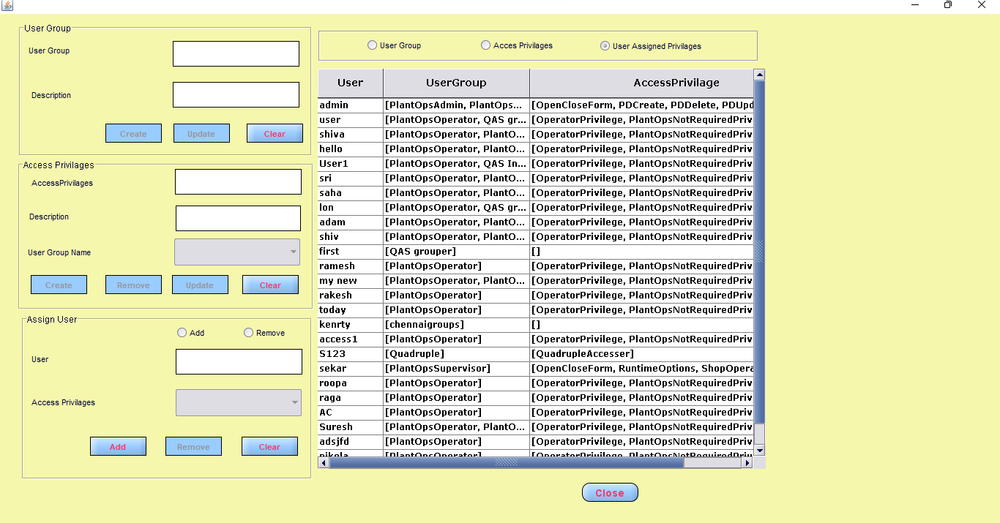 User Group
User Group
Description
Create Update Clear
Access Privilages
AccessPrivilages
Description
User Group Name
Create Remove Update Clear
Assign User
Add Remove
User
Access Privilages
Add Remove Clear
User Group Acces Privilages User Assigned Privilages
User UserGroup AccessPrivilage
admin [PlantOpsAdmin, PlantOps... [OpenCloseForm, PDCreate, PDDelete, PDUpd
user [PlantOpsOperator, QAS gr... [OperatorPrivilege, PlantOpsNotRequiredPriv
shiva [PlantOpsOperator, PlantO... [OperatorPrivilege, PlantOpsNotRequiredPriv
hello [PlantOpsOperator, PlantO... [OperatorPrivilege, PlantOpsNotRequiredPriv
User1 [PlantOpsOperator, QAS In... [OperatorPrivilege, PlantOpsNotRequiredPriv
sri [PlantOpsOperator, PlantO... [OperatorPrivilege, PlantOpsNotRequiredPriv
saha [PlantOpsOperator, PlantO... [OperatorPrivilege, PlantOpsNotRequiredPriv
lon [PlantOpsOperator, QAS gr... [OperatorPrivilege, PlantOpsNotRequiredPriv
adam [PlantOpsOperator, PlantO... [OperatorPrivilege, PlantOpsNotRequiredPriv
shiv [PlantOpsOperator, PlantO... [OperatorPrivilege, PlantOpsNotRequiredPriv
first [QAS grouper] []
ramesh [PlantOpsOperator] [OperatorPrivilege, PlantOpsNotRequiredPriv
my new [PlantOpsOperator, PlantO... [OperatorPrivilege, PlantOpsNotRequiredPriv
rakesh [PlantOpsOperator] [OperatorPrivilege, PlantOpsNotRequiredPriv
today [PlantOpsOperator] [OperatorPrivilege, PlantOpsNotRequiredPriv
kenrty [chennaigroups] []
access1 [PlantOpsOperator] [OperatorPrivilege, PlantOpsNotRequiredPriv
S123 [Quadruple] [QuadrupleAccesser]
sekar [PlantOpsSupervisor] [OpenCloseForm, RuntimeOptions, ShopOpera
roopa [PlantOpsOperator] [OperatorPrivilege, PlantOpsNotRequiredPriv
raga [PlantOpsOperator] [OperatorPrivilege, PlantOpsNotRequiredPriv
AC [PlantOpsOperator] [OperatorPrivilege, PlantOpsNotRequiredPriv
Suresh [PlantOpsOperator, PlantO... [OperatorPrivilege, PlantOpsNotRequiredPriv
adsjfd [PlantOpsOperator] [OperatorPrivilege, PlantOpsNotRequiredPriv
nikola [PlantOpsOperator] [OperatorPrivilege, PlantOpsNotRequiredPriv
Close